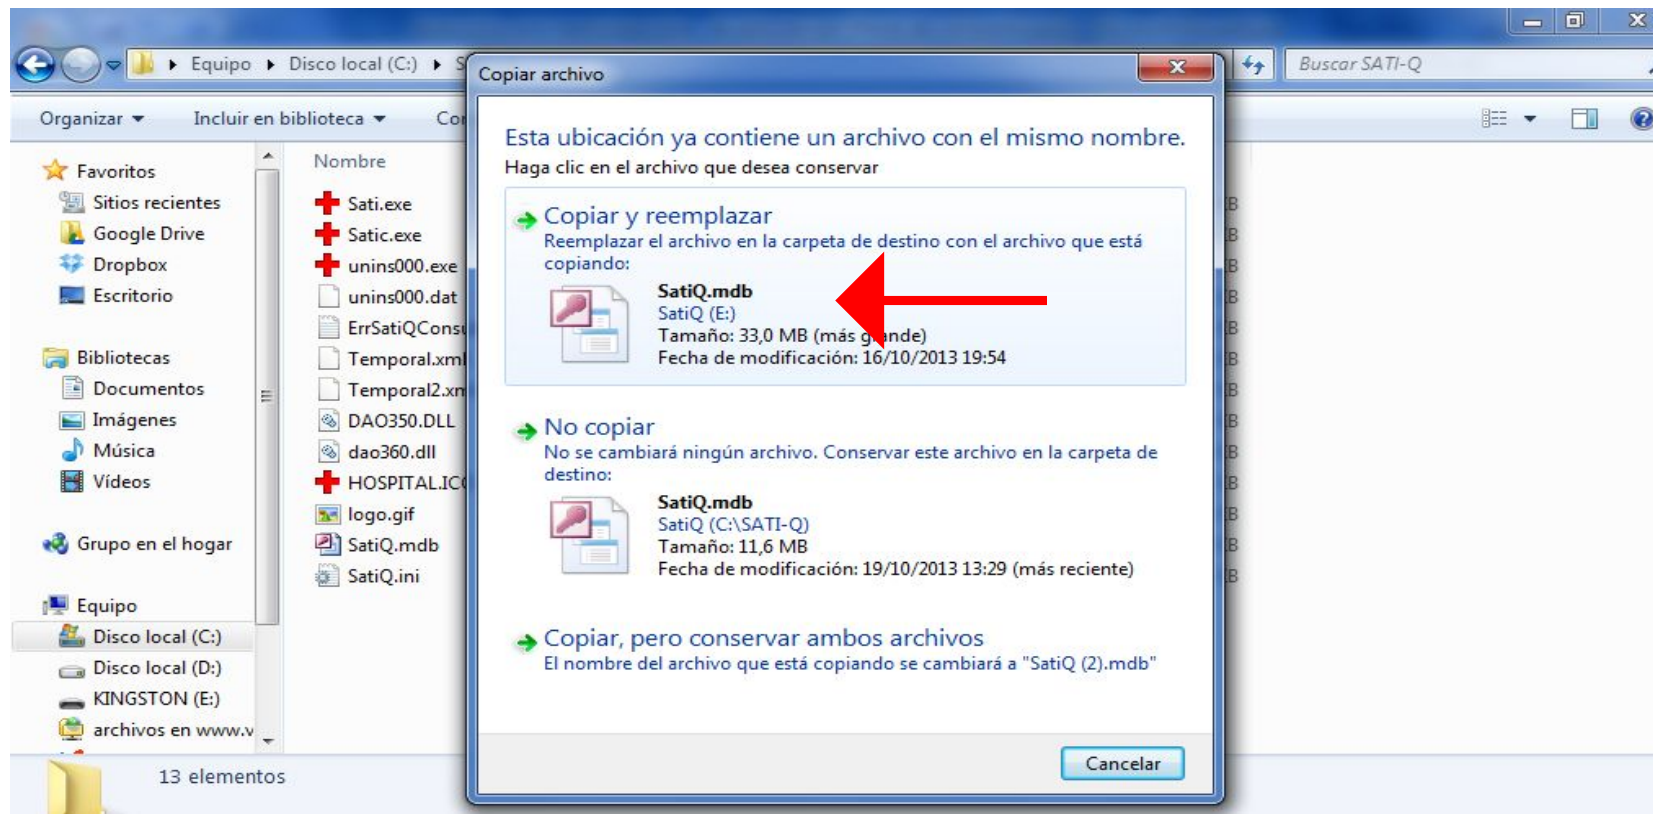 Equipo ▸ Disco local (C:) ▸
Buscar SATI-Q
Organizar
Incluir en biblioteca
Favoritos
Sitios recientes
Google Drive
Dropbox
Escritorio
Bibliotecas
Documentos
Imágenes
Música
Vídeos
Grupo en el hogar
Equipo
Disco local (C:)
Disco local (D:)
KINGSTON (E:)
archivos en www.v
13 elementos
Nombre
Sati.exe
Satic.exe
unins000.exe
unins000.dat
ErrSatiQConsu
Temporal.xml
Temporal2.xm
DAO350.DLL
dao360.dll
HOSPITAL.ICO
logo.gif
SatiQ.mdb
SatiQ.ini
Copiar archivo
Esta ubicación ya contiene un archivo con el mismo nombre.
Haga clic en el archivo que desea conservar
Copiar y reemplazar
Reemplazar el archivo en la carpeta de destino con el archivo que está
copiando:
SatiQ.mdb
SatiQ (E:)
Tamaño: 33,0 MB (más grande)
Fecha de modificación: 16/10/2013 19:54
No copiar
No se cambiará ningún archivo. Conservar este archivo en la carpeta de
destino:
SatiQ.mdb
SatiQ (C:\SATI-Q)
Tamaño: 11,6 MB
Fecha de modificación: 19/10/2013 13:29 (más reciente)
Copiar, pero conservar ambos archivos
El nombre del archivo que está copiando se cambiará a "SatiQ (2).mdb"
Cancelar